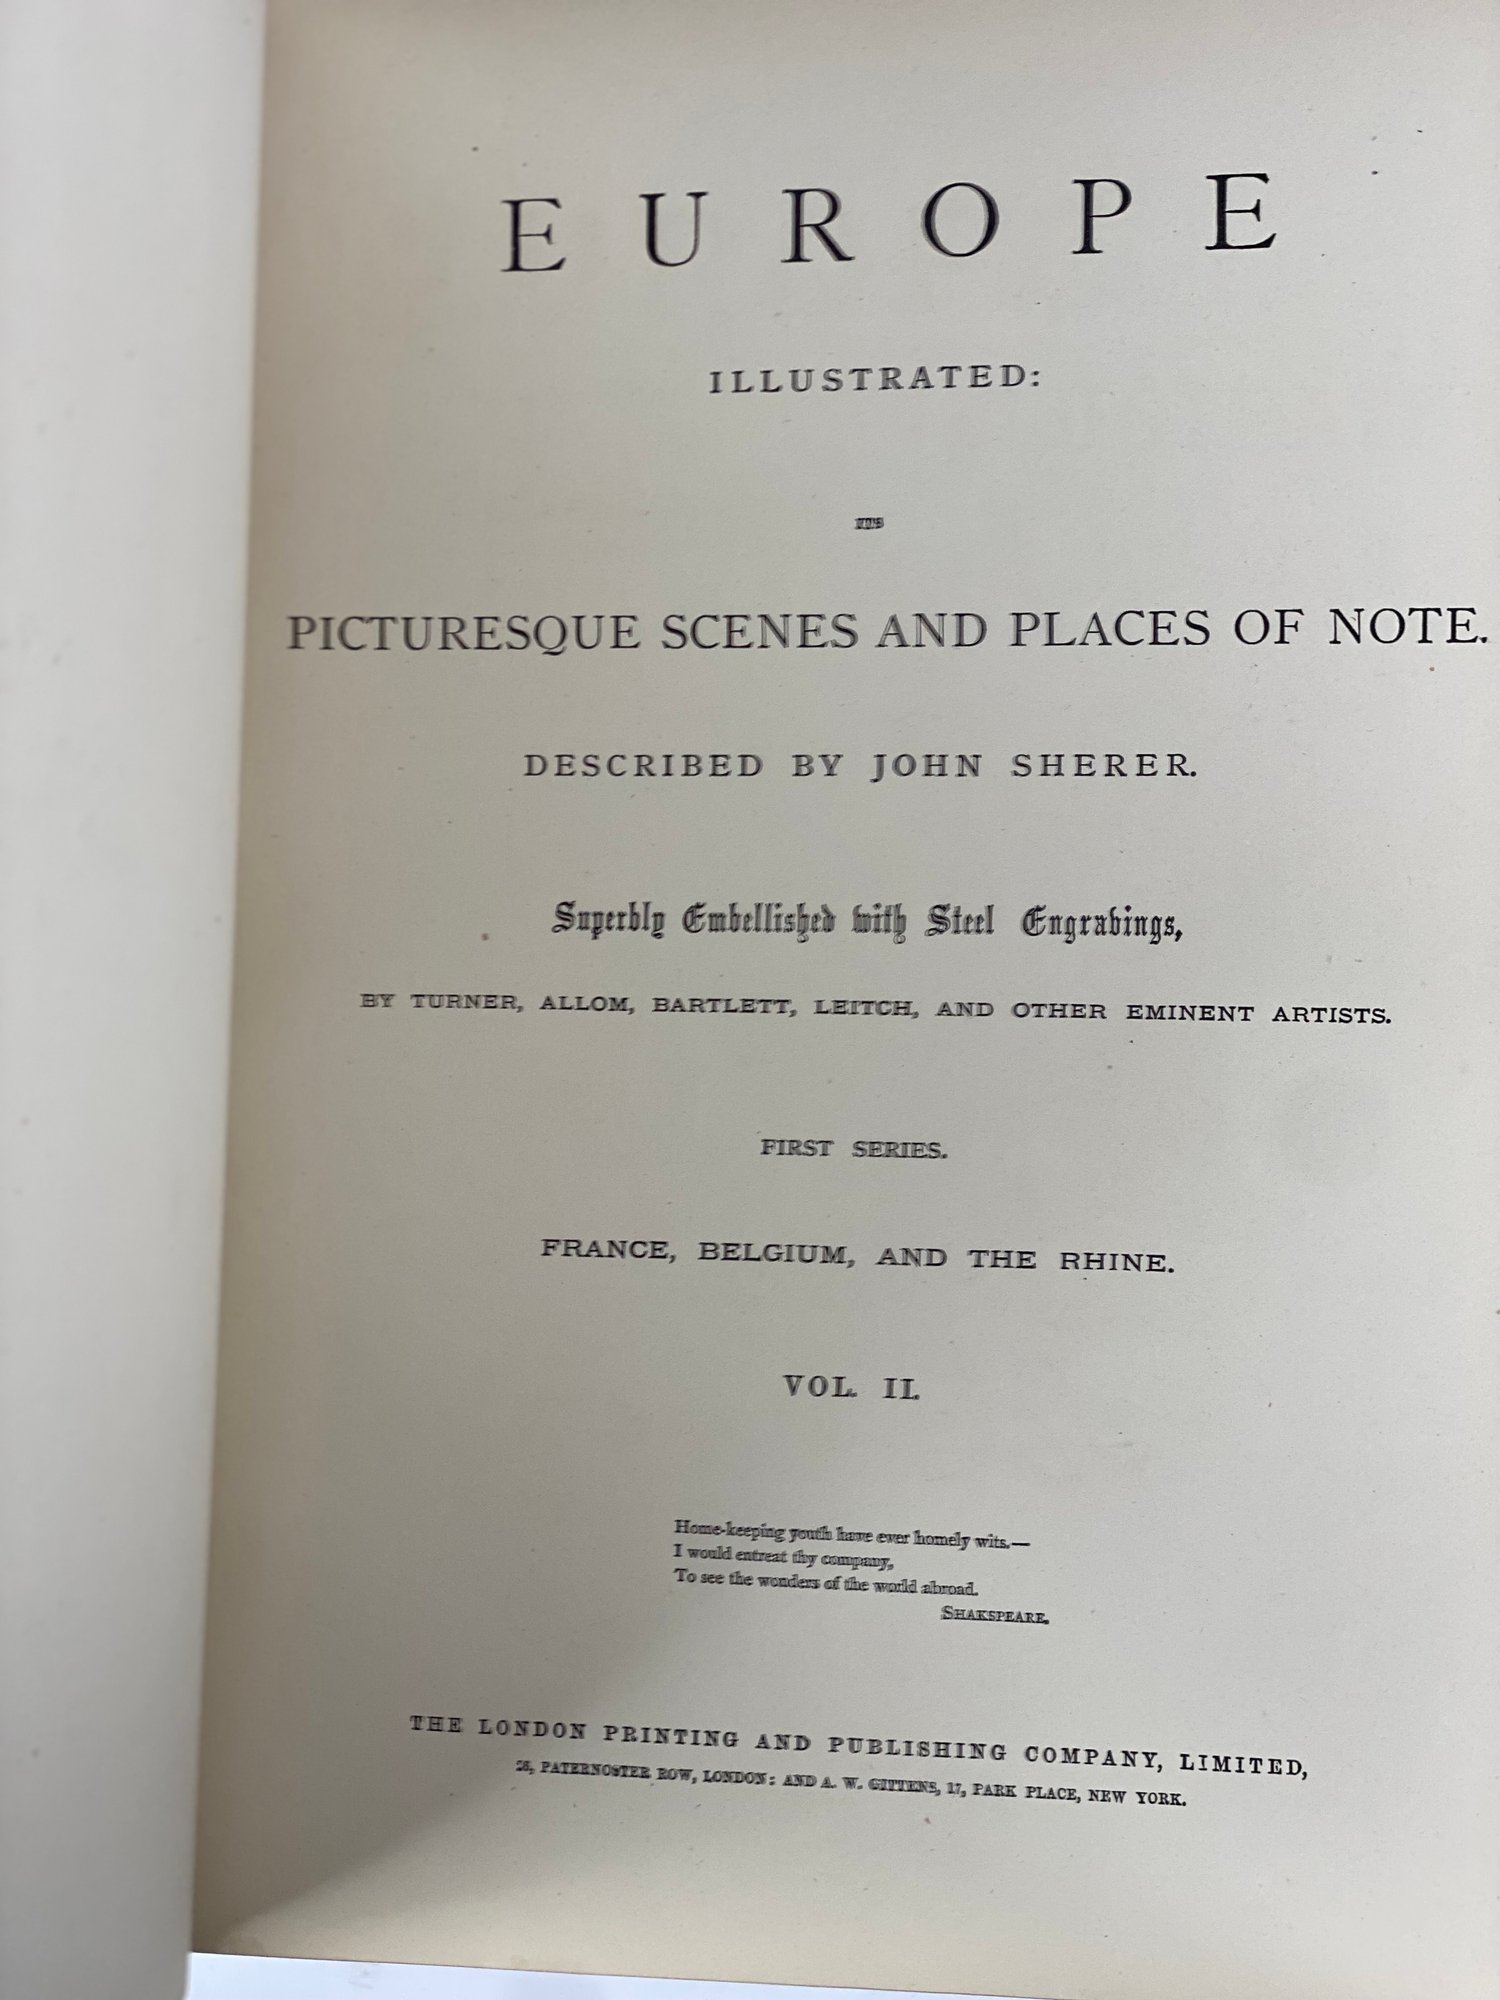 EUROPE
ILLUSTRATED:
ITS
PICTURESQUE SCENES AND PLACES OF NOTE.
DESCRIBED BY JOHN SHERER.
Superbly Embellished with Steel Engravings,
BY TURNER, ALLOM, BARTLETT, LEITCH, AND OTHER EMINENT ARTISTS.
FIRST SERIES.
FRANCE, BELGIUM, AND THE RHINE.
VOL. II.
Home-keeping youth have ever homely wits.—
I would entreat thy company,
To see the wonders of the world abroad.
SHAKSPEARE.
THE LONDON PRINTING AND PUBLISHING COMPANY, LIMITED,
PATERNOSTER ROW, LONDON: AND A. W. GITTENS, 17, PARK PLACE, NEW YORK.